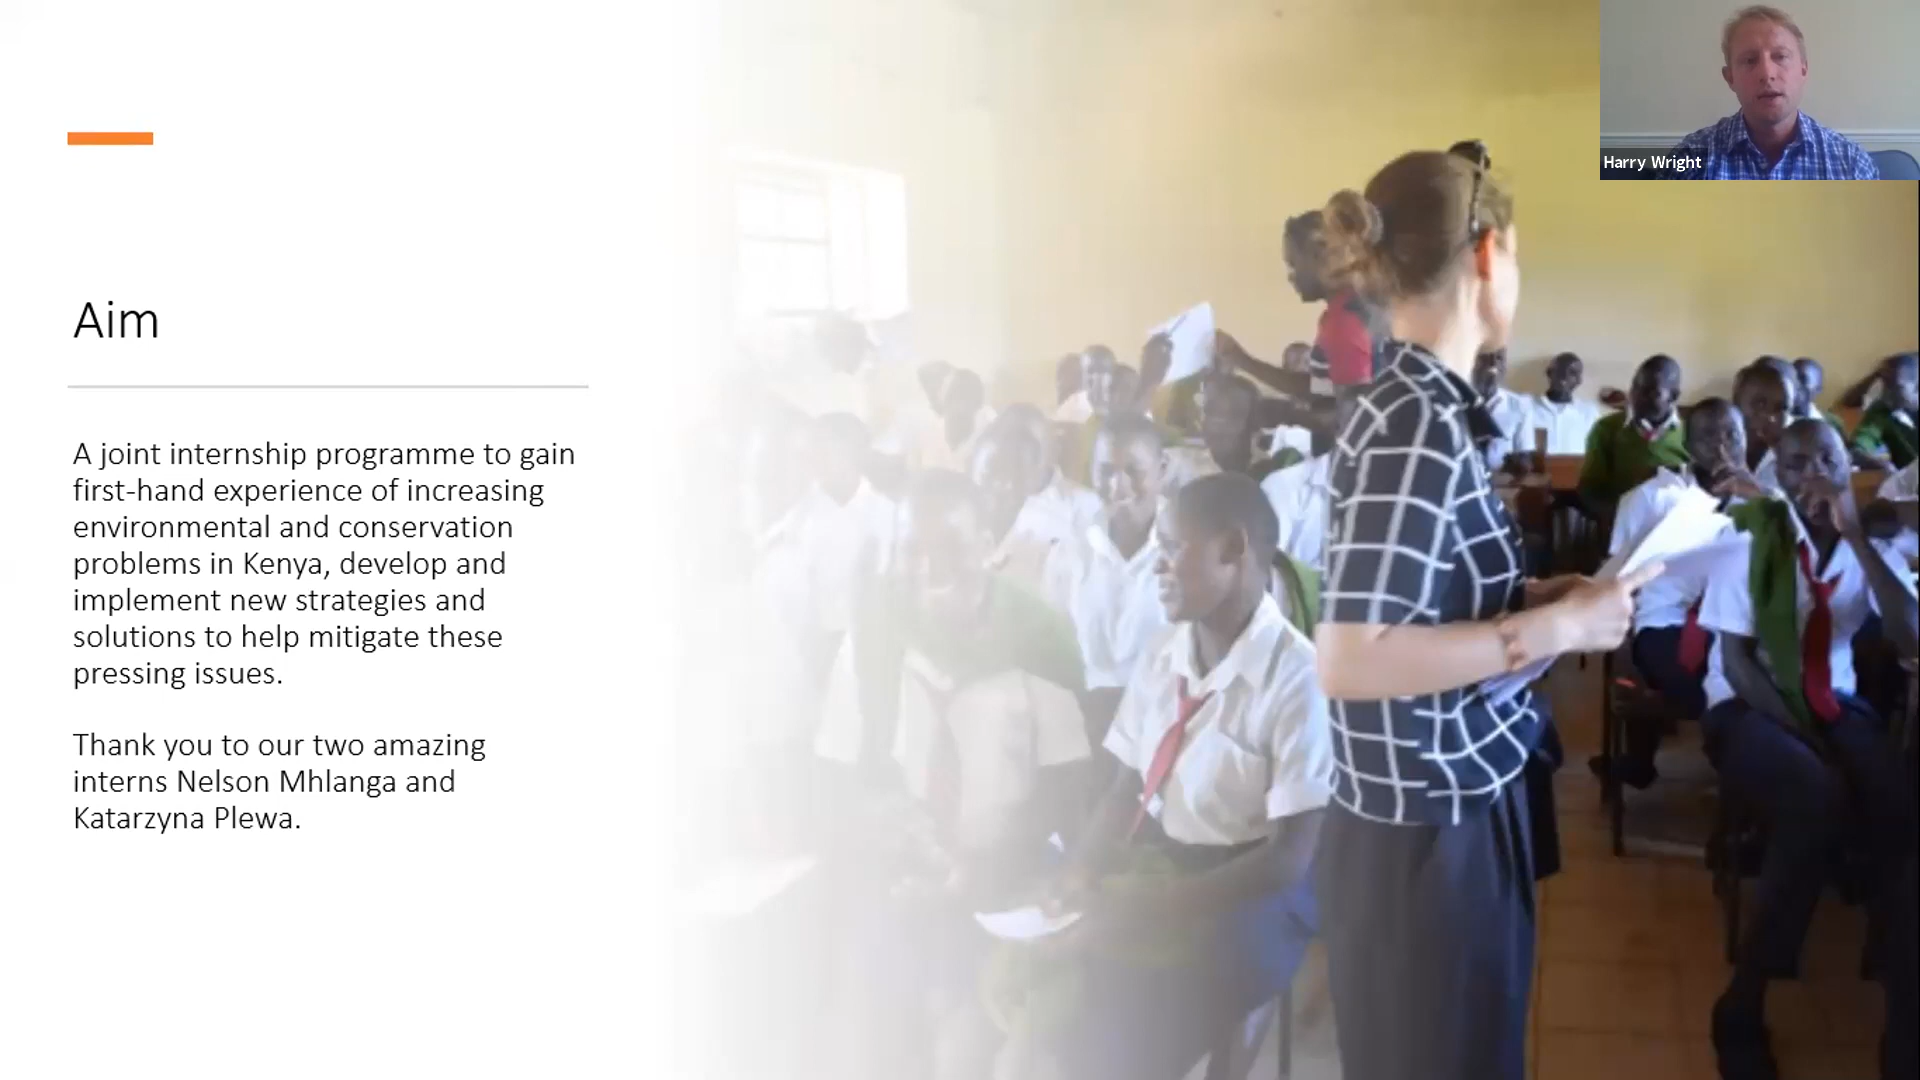 Harry Wright
Aim
A joint internship programme to gain
first-hand experience of increasing
environmental and conservation
problems in Kenya, develop and
implement new strategies and
solutions to help mitigate these
pressing issues.
Thank you to our two amazing
interns Nelson Mhlanga and
Katarzyna Plewa.